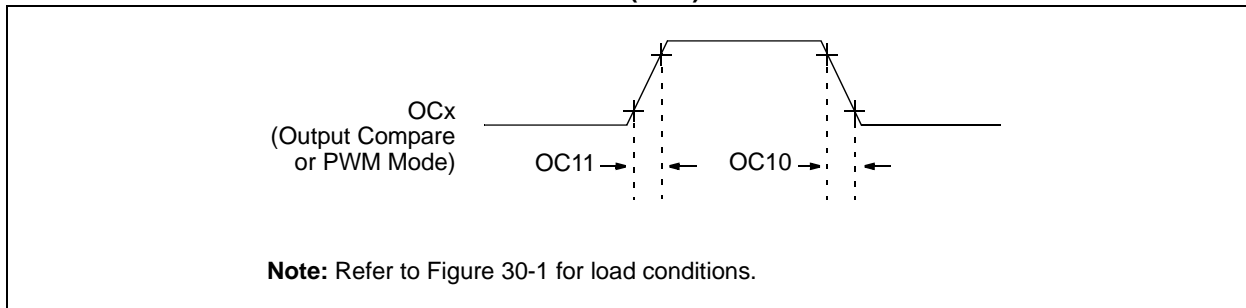 OCx
(Output Compare
or PWM Mode)
OC11
OC10
Note: Refer to Figure 30-1 for load conditions.